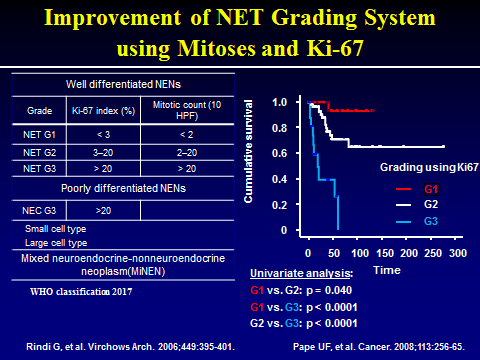 Improvement of NET Grading System
using Mitoses and Ki-67
Well differentiated NENs
Grade Ki-67 index (%) Mitotic count (10 HPF)
NET G1 < 3 < 2
NET G2 3–20 2–20
NET G3 > 20 > 20
Poorly differentiated NENs
NEC G3 >20
Small cell type
Large cell type
Mixed neuroendocrine-nonneuroendocrine
neoplasm(MiNEN)
WHO classification 2017
Cumulative survival
1.0
0.8
0.6
0.4
0.2
0
0 50 100 150 200 250 300
Time
Grading using Ki67
G1
G2
G3
Univariate analysis:
G1 vs. G2: p = 0.040
G1 vs. G3: p < 0.0001
G2 vs. G3: p < 0.0001
Rindi G, et al. Virchows Arch. 2006;449:395-401.
Pape UF, et al. Cancer. 2008;113:256-65.